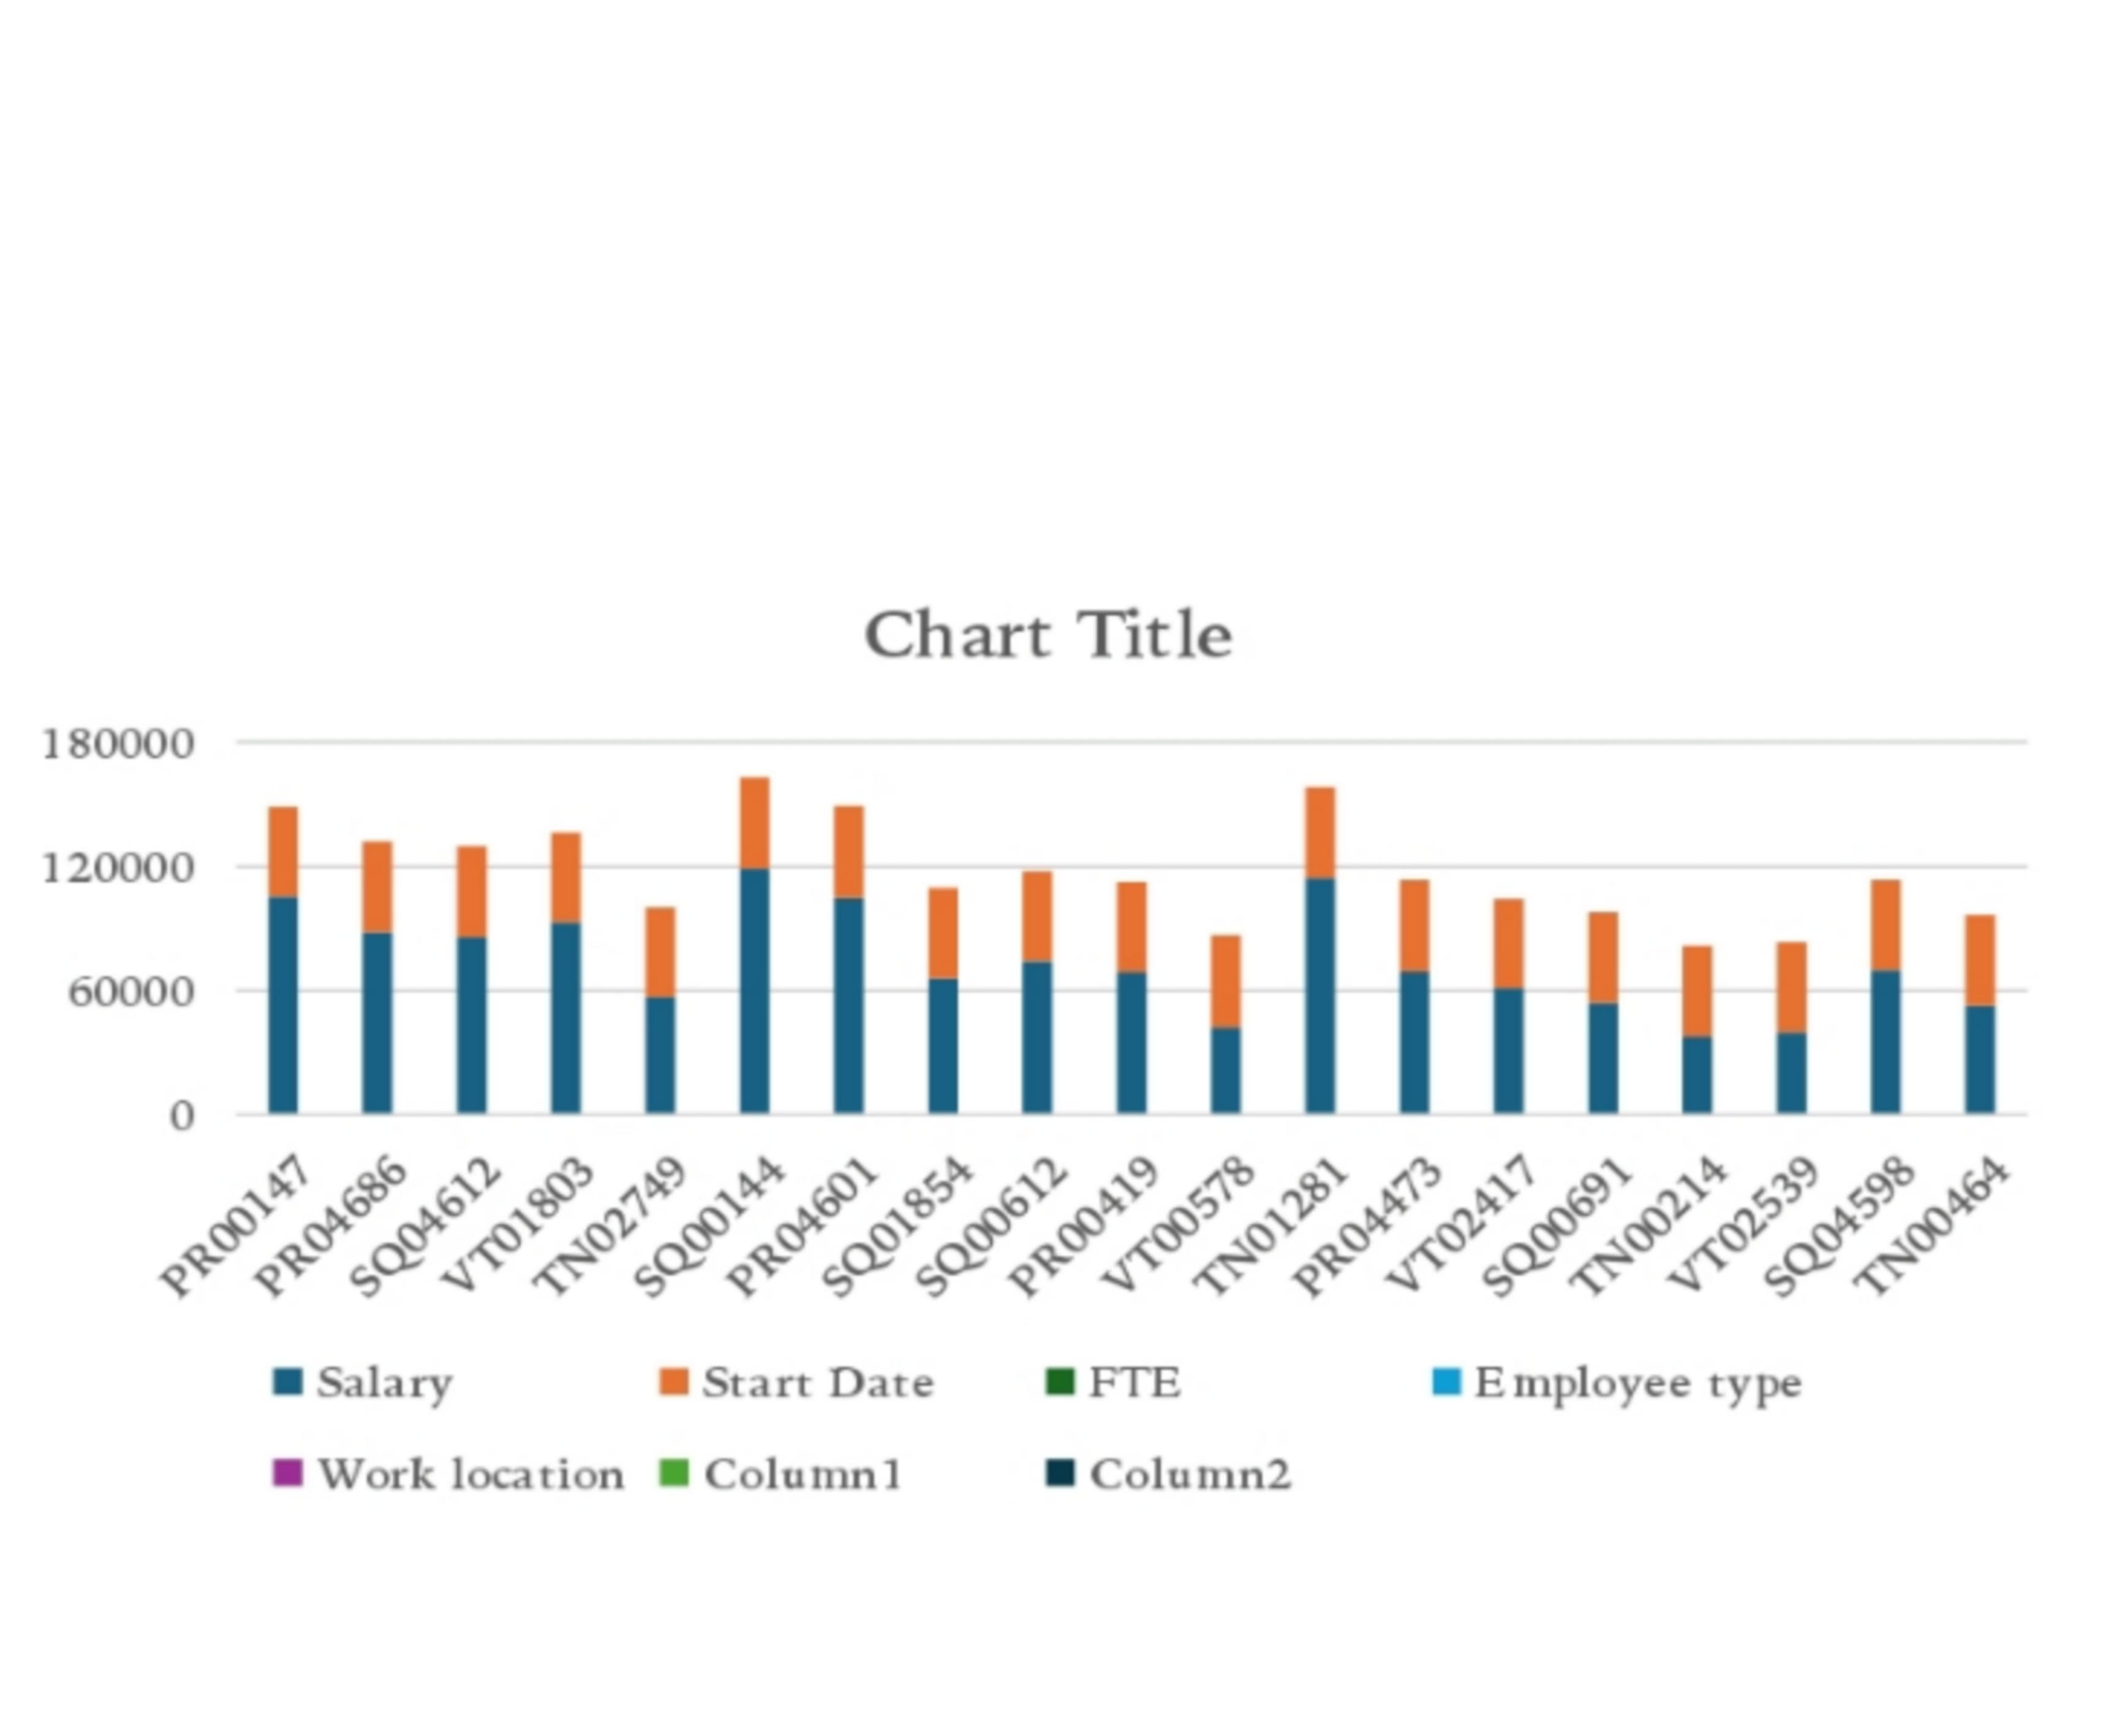 Chart Title
180000
120000
60000
0
PR00147
PR04686
SQ04612
VT01803
TN02749
SQ00144
PR04601
SQ01854
SQ00612
PR00419
VT00578
TN01281
PR04473
VT02417
SQ00691
TN00214
VT02539
SQ04598
TN00464
Salary Start Date FTE Employee type
Work location Column1 Column2